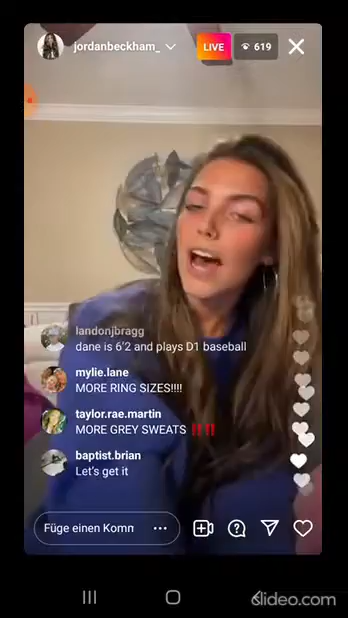 jordanbeckham_
LIVE
619
landonjbragg
dane is 6'2 and plays D1 baseball
mylie.lane
MORE RING SIZES!!!!
taylor.rae.martin
MORE GREY SWEATS ‼️‼️
baptist.brian
Let's get it
Füge einen Komm
lideo.com